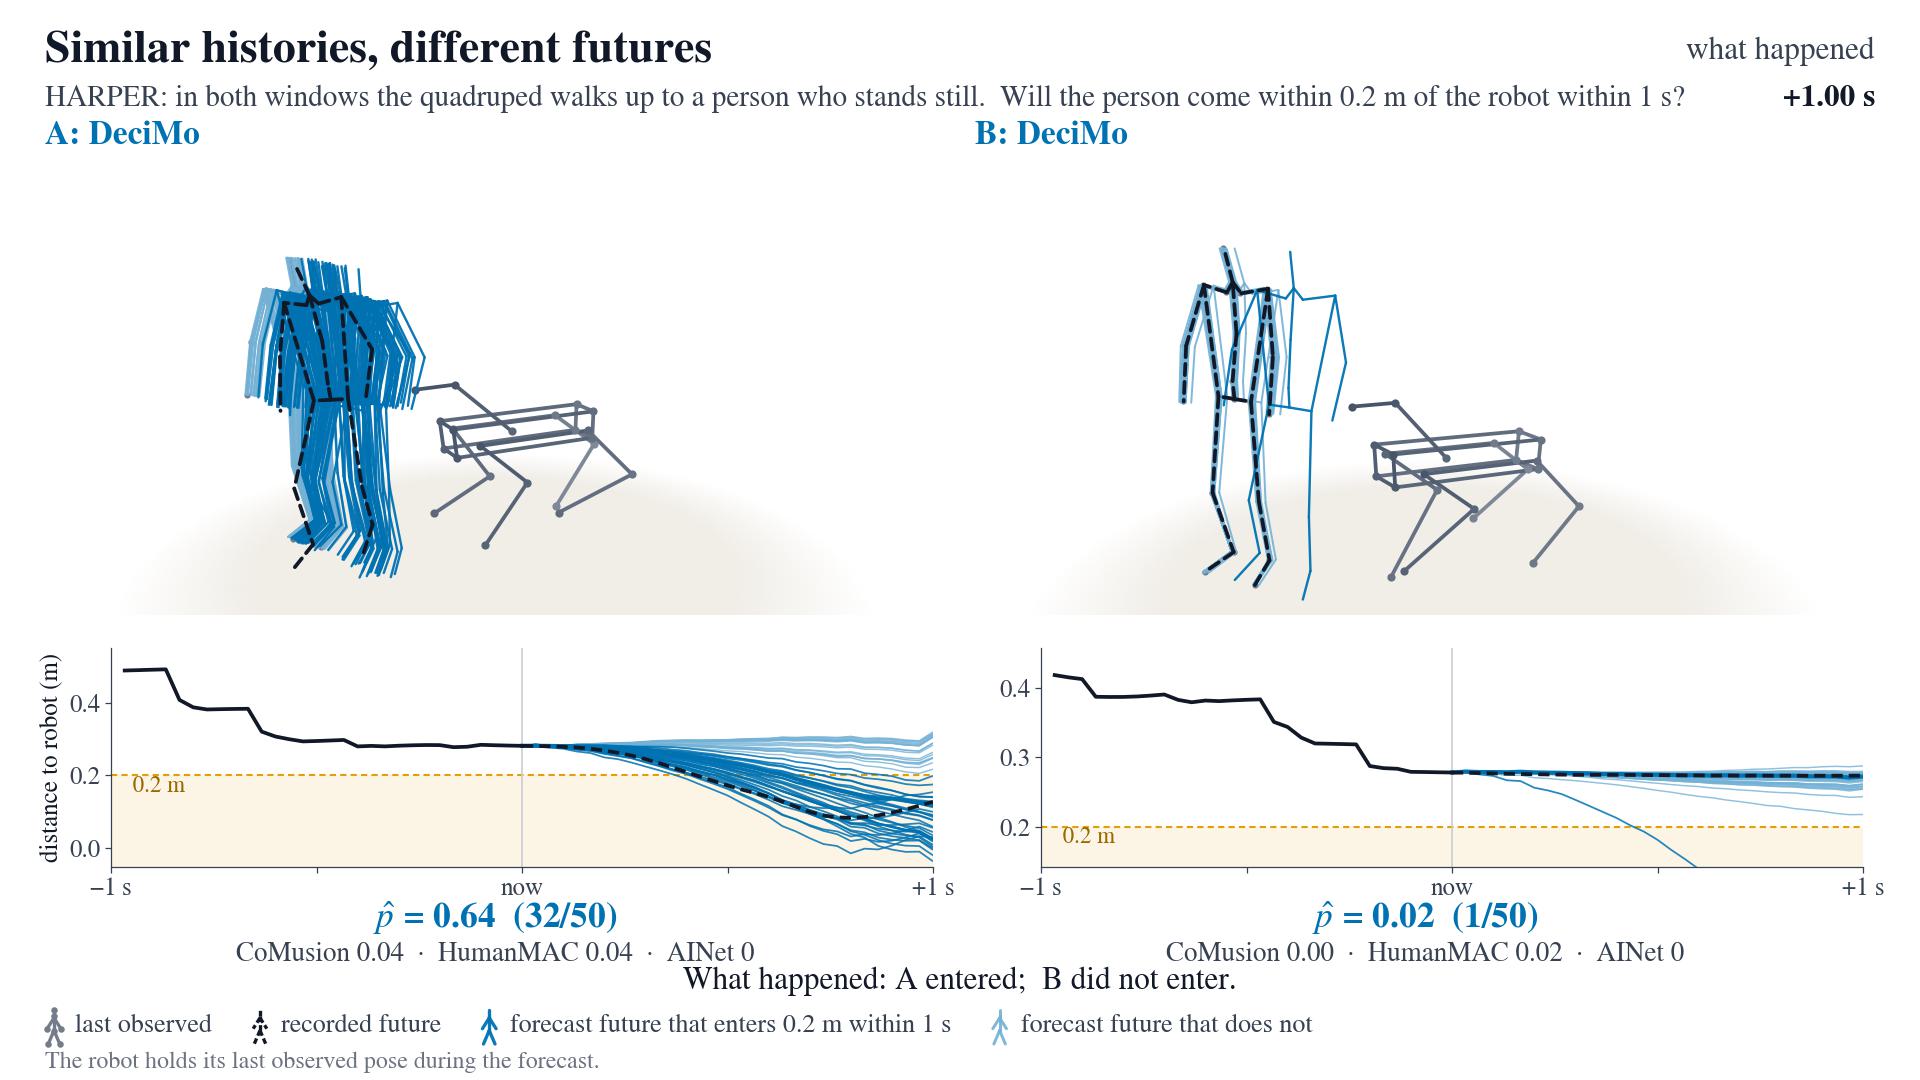 Similar histories, different futures
what happened
HARPER: in both windows the quadruped walks up to a person who stands still.  Will the person come within 0.2 m of the robot within 1 s?
+1.00 s
A: DeciMo
B: DeciMo
distance to robot (m)
0.4
0.2
0.0
0.2 m
−1 s
now
+1 s
0.4
0.3
0.2
0.2 m
−1 s
now
+1 s
p̂ = 0.64  (32/50)
p̂ = 0.02  (1/50)
CoMusion 0.04  ·  HumanMAC 0.04  ·  AINet 0
CoMusion 0.00  ·  HumanMAC 0.02  ·  AINet 0
What happened: A entered;  B did not enter.
last observed
recorded future
forecast future that enters 0.2 m within 1 s
forecast future that does not
The robot holds its last observed pose during the forecast.